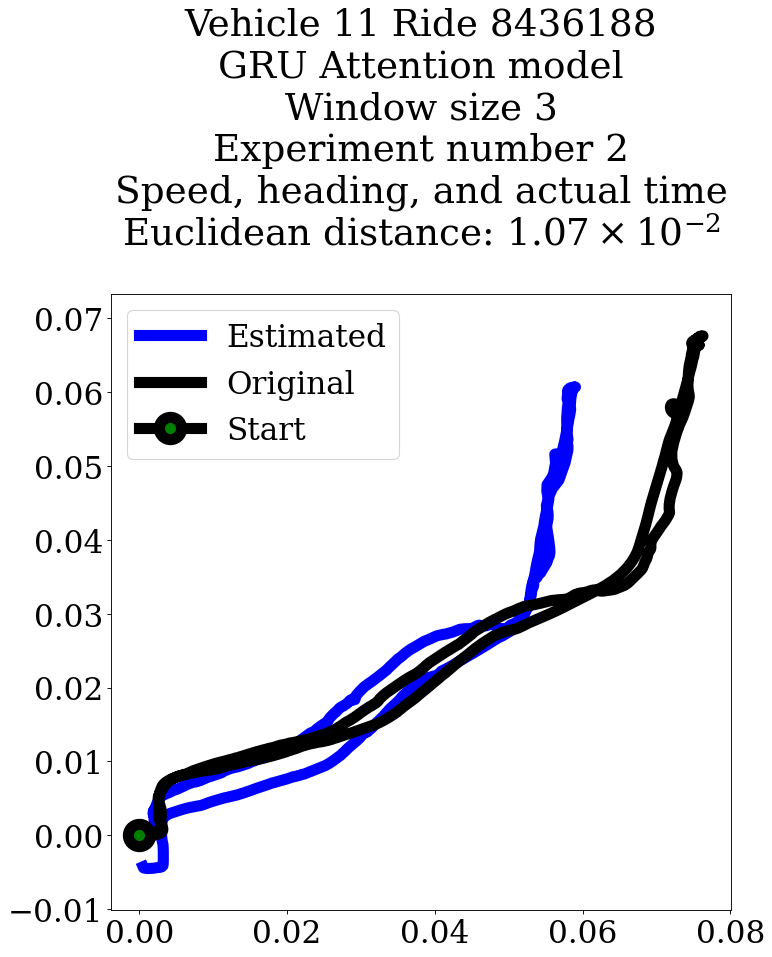 Vehicle 11 Ride 8436188
GRU Attention model
Window size 3
Experiment number 2
Speed, heading, and actual time
Euclidean distance: 1.07 × 10⁻²
Estimated
Original
Start
0.07
0.06
0.05
0.04
0.03
0.02
0.01
0.00
−0.01
0.00 0.02 0.04 0.06 0.08